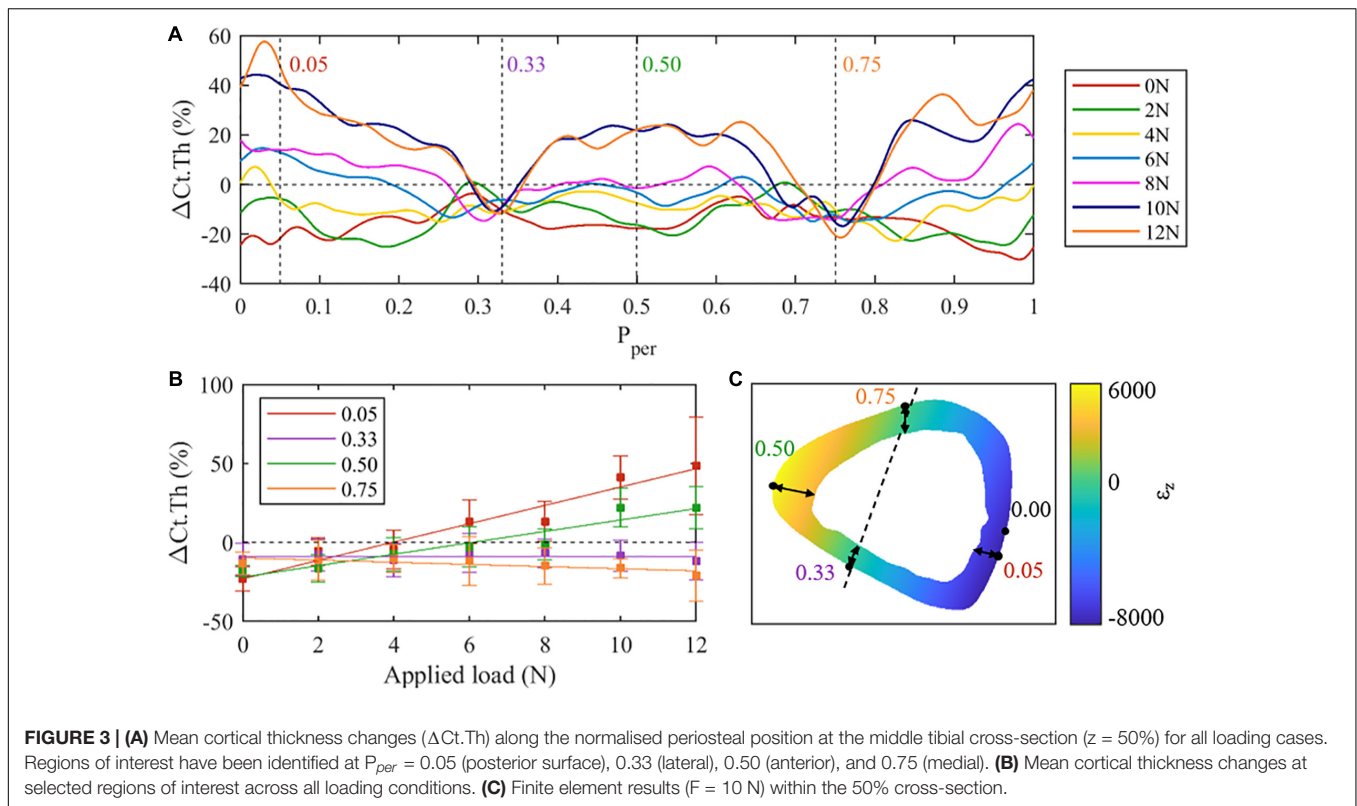 A
60
40
20
0
-20
-40
ΔCt.Th (%)
0.05
0.33
0.50
0.75
0 0.1 0.2 0.3 0.4 0.5 0.6 0.7 0.8 0.9 1
P_per
0N
2N
4N
6N
8N
10N
12N
B
100
50
0
-50
ΔCt.Th (%)
0.05
0.33
0.50
0.75
0 2 4 6 8 10 12
Applied load (N)
C
0.75
0.50
0.00
0.33
0.05
6000
0
-8000
ε_z
FIGURE 3 | (A) Mean cortical thickness changes (ΔCt.Th) along the normalised periosteal position at the middle tibial cross-section (z = 50%) for all loading cases.
Regions of interest have been identified at P_per = 0.05 (posterior surface), 0.33 (lateral), 0.50 (anterior), and 0.75 (medial). (B) Mean cortical thickness changes at
selected regions of interest across all loading conditions. (C) Finite element results (F = 10 N) within the 50% cross-section.